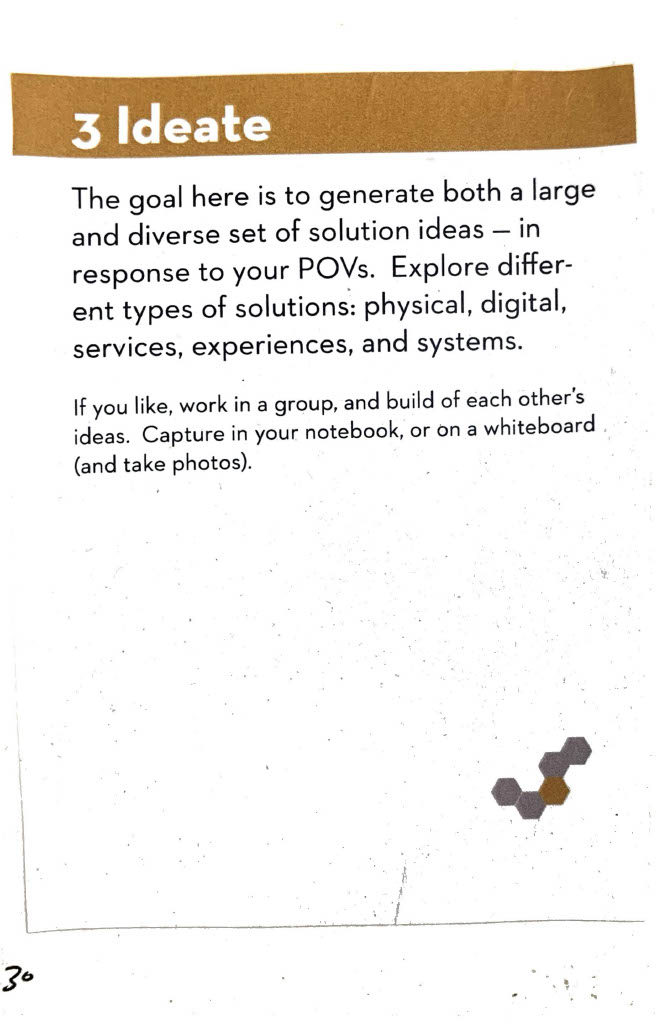 3 Ideate
The goal here is to generate both a large
and diverse set of solution ideas – in
response to your POVs.  Explore differ-
ent types of solutions: physical, digital,
services, experiences, and systems.
If you like, work in a group, and build of each other's
ideas.  Capture in your notebook, or on a whiteboard
(and take photos).
30